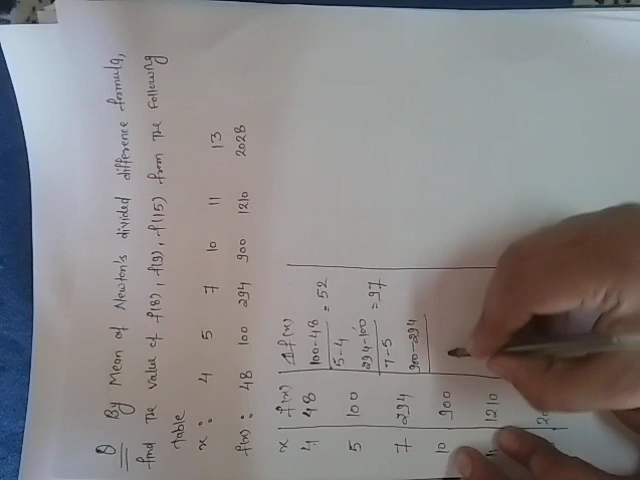 Q By Mean of Newton's divided difference formula,
find The value of f(8), f(9), f(15) from The Following
table
x: 4 5 7 10 11 13
f(x): 48 100 294 900 1210 2028
x f(x) Δf(x)
4 48
100-48
5-4
= 52
5 100
294-100
7-5
= 97
7 294
900-294
10 900
1210